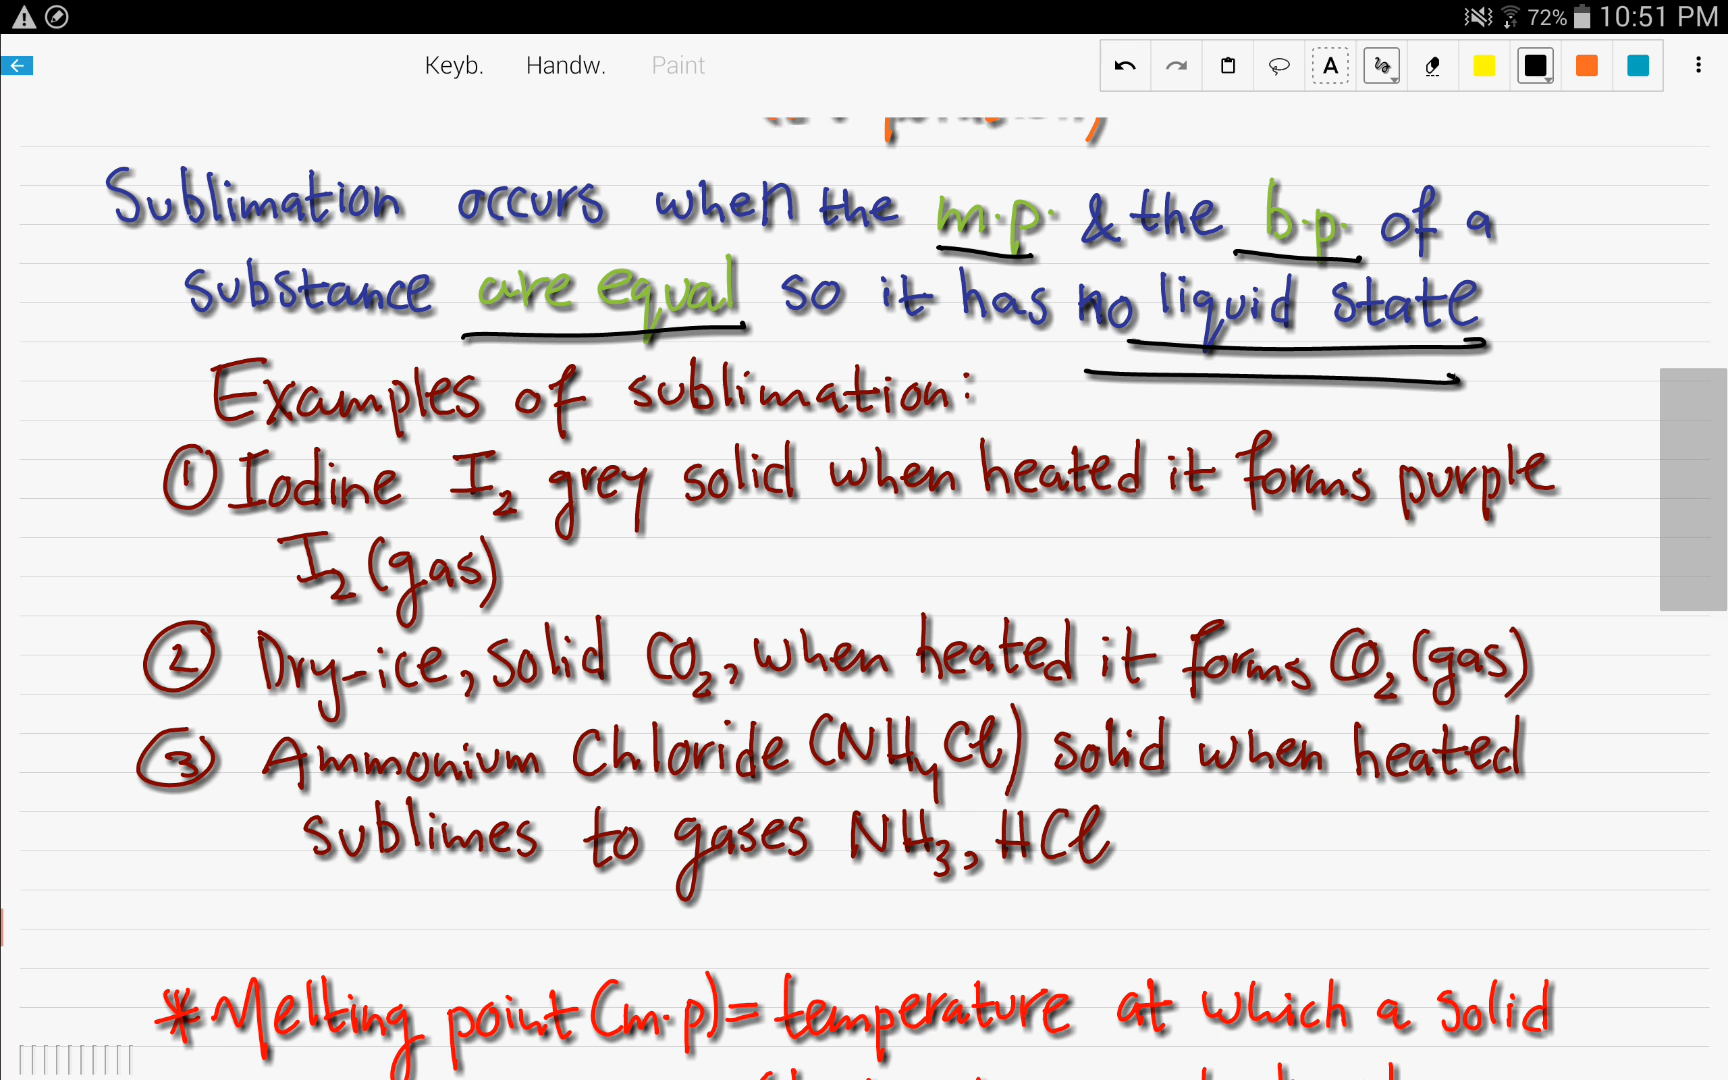 72% 10:51 PM
Keyb. Handw. Paint A
Sublimation occurs when the m.p. & the b.p. of a
substance are equal so it has no liquid state
Examples of sublimation:
① Iodine I₂ grey solid when heated it forms purple
I₂ (gas)
② Dry-ice, solid CO₂, when heated it forms CO₂ (gas)
③ Ammonium Chloride (NH₄Cl) solid when heated
sublimes to gases NH₃, HCl
* Melting point (m.p) = temperature at which a solid